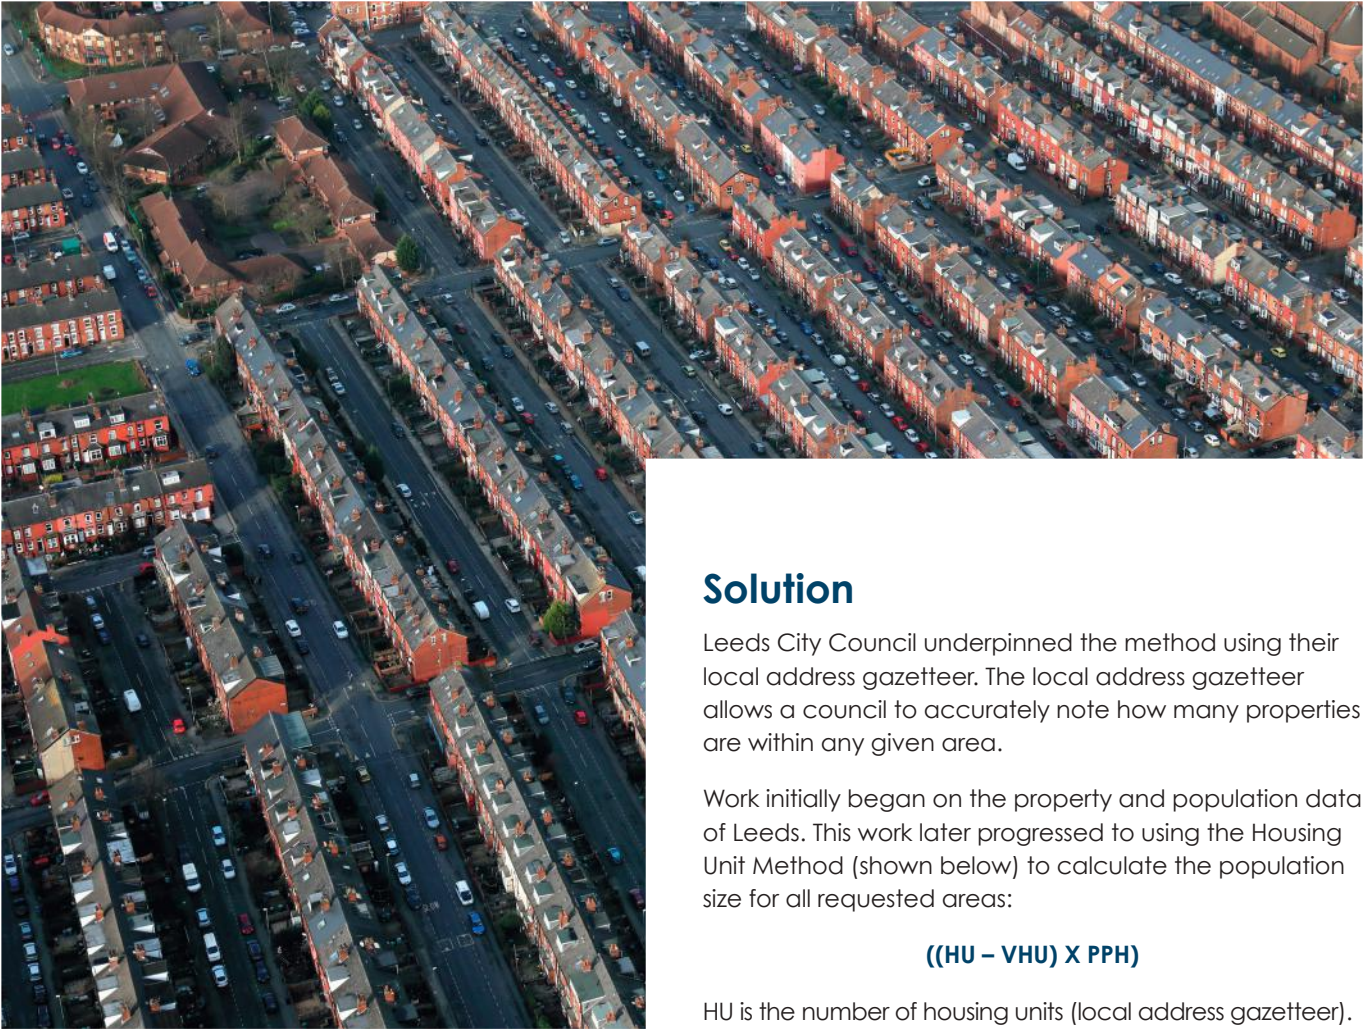 Solution
Leeds City Council underpinned the method using their
local address gazetteer. The local address gazetteer
allows a council to accurately note how many properties
are within any given area.
Work initially began on the property and population data
of Leeds. This work later progressed to using the Housing
Unit Method (shown below) to calculate the population
size for all requested areas:
((HU – VHU) X PPH)
HU is the number of housing units (local address gazetteer).